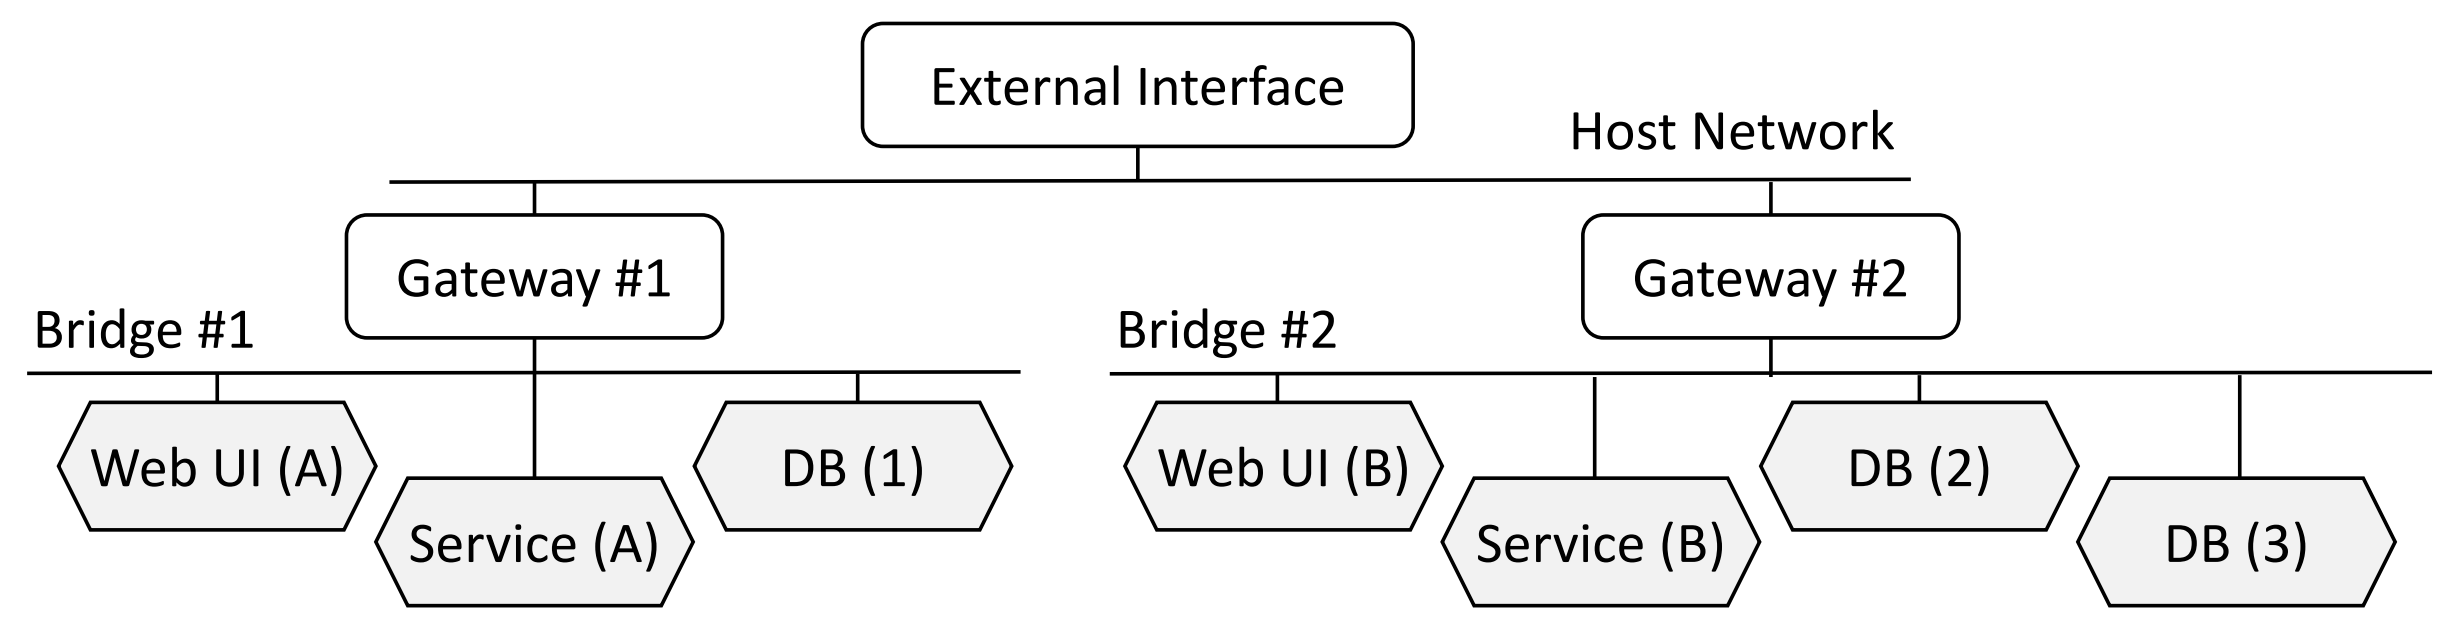 External Interface
Host Network
Gateway #1
Gateway #2
Bridge #1
Bridge #2
Web UI (A)
Service (A)
DB (1)
Web UI (B)
Service (B)
DB (2)
DB (3)